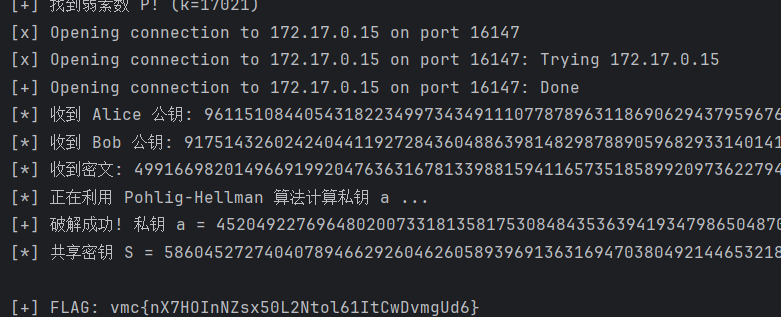 [+] 找到弱素数 P! (k=17021)
[x] Opening connection to 172.17.0.15 on port 16147
[x] Opening connection to 172.17.0.15 on port 16147: Trying 172.17.0.15
[+] Opening connection to 172.17.0.15 on port 16147: Done
[*] 收到 Alice 公钥: 9611510844054318223499734349111077878963118690629437959676
[*] 收到 Bob 公钥: 917514326024240441192728436048863981482987889059682933140141
[*] 收到密文: 4991669820149669199204763631678133988159411657351858992097362279４
[*] 正在利用 Pohlig-Hellman 算法计算私钥 a ...
[+] 破解成功! 私钥 a = 45204922769648020073318135817530848435363941934798650487０
[*] 共享密钥 S = 5860452727404078946629260462605893969136316947038049214465321８
[+] FLAG: vmc{nX7HOInNZsx50L2Ntol61ItCwDvmgUd6}